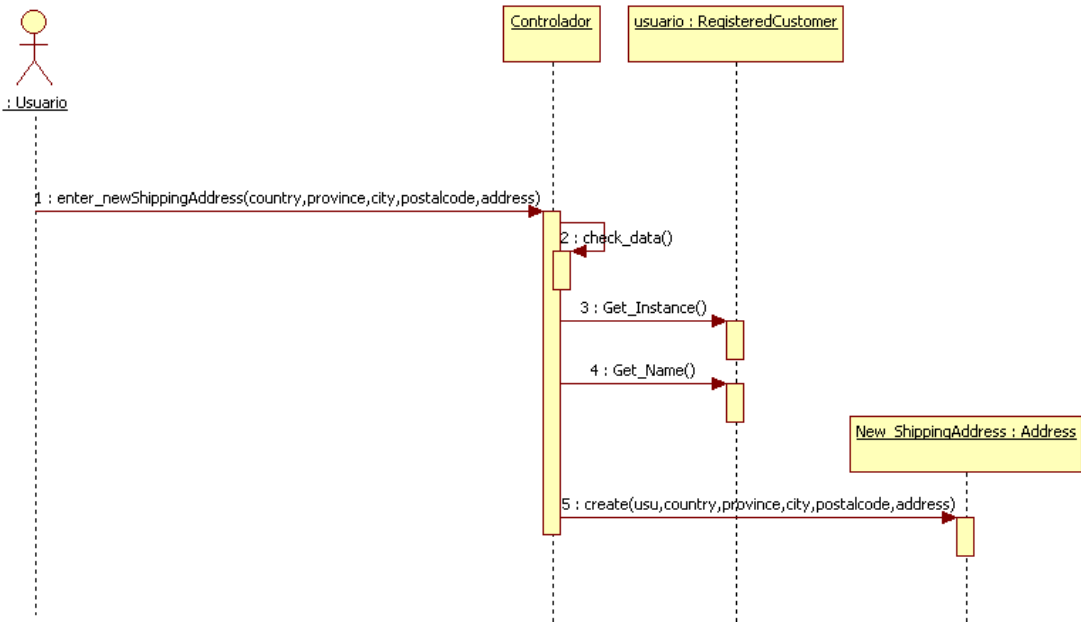 Controlador
usuario : RegisteredCustomer
: Usuario
1 : enter_newShippingAddress(country,province,city,postalcode,address)
2 : check_data()
3 : Get_Instance()
4 : Get_Name()
New_ShippingAddress : Address
5 : create(usu,country,province,city,postalcode,address)